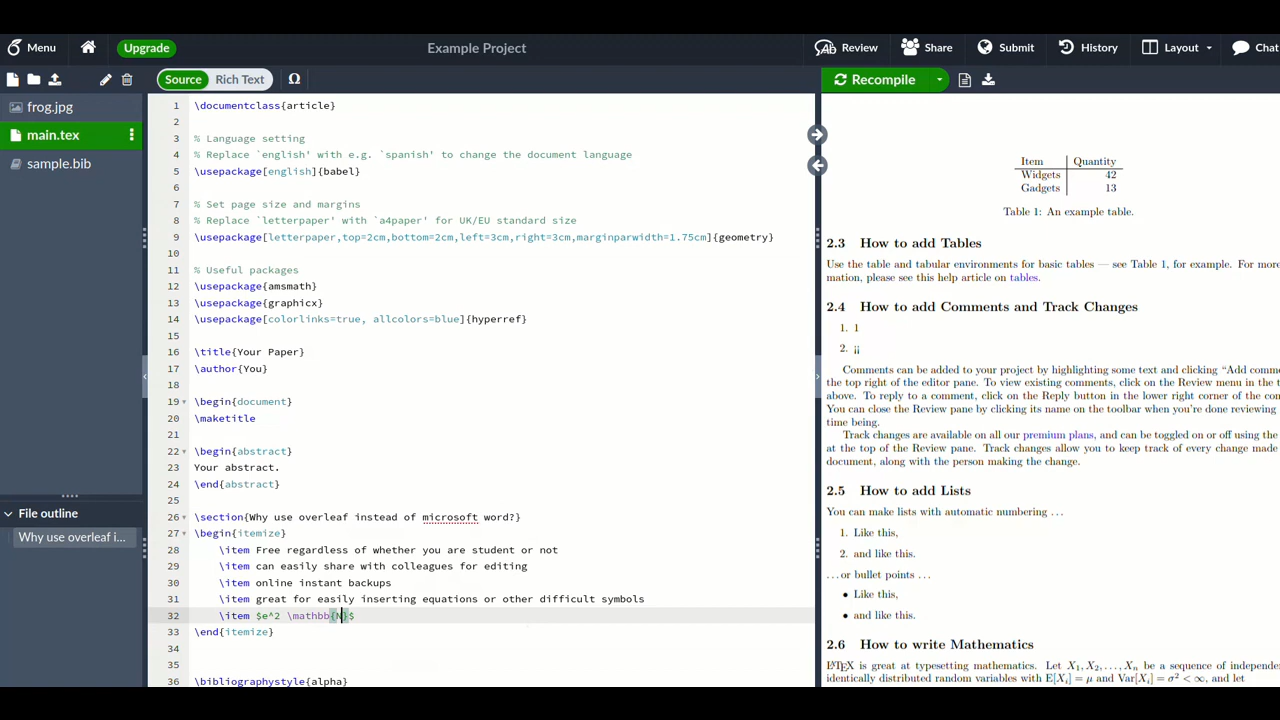 Menu
Upgrade
Example Project
Review
Share
Submit
History
Layout
Chat
Source
Rich Text
Ω
Recompile
frog.jpg
main.tex
sample.bib
File outline
Why use overleaf i...
1 \documentclass{article}
2
3 % Language setting
4 % Replace `english' with e.g. `spanish' to change the document language
5 \usepackage[english]{babel}
6
7 % Set page size and margins
8 % Replace `letterpaper' with `a4paper' for UK/EU standard size
9 \usepackage[letterpaper,top=2cm,bottom=2cm,left=3cm,right=3cm,marginparwidth=1.75cm]{geometry}
10
11 % Useful packages
12 \usepackage{amsmath}
13 \usepackage{graphicx}
14 \usepackage[colorlinks=true, allcolors=blue]{hyperref}
15
16 \title{Your Paper}
17 \author{You}
18
19 \begin{document}
20 \maketitle
21
22 \begin{abstract}
23 Your abstract.
24 \end{abstract}
25
26 \section{Why use overleaf instead of microsoft word?}
27 \begin{itemize}
28 \item Free regardless of whether you are student or not
29 \item can easily share with colleagues for editing
30 \item online instant backups
31 \item great for easily inserting equations or other difficult symbols
32 \item $e^2 \mathbb{N}$
33 \end{itemize}
34
35
36 \bibliographystyle{alpha}
Item Quantity
Widgets 42
Gadgets 13
Table 1: An example table.
2.3 How to add Tables
Use the table and tabular environments for basic tables — see Table 1, for example. For more
mation, please see this help article on tables.
2.4 How to add Comments and Track Changes
1. 1
2. ¡¡
Comments can be added to your project by highlighting some text and clicking “Add comme
the top right of the editor pane. To view existing comments, click on the Review menu in the t
above. To reply to a comment, click on the Reply button in the lower right corner of the com
You can close the Review pane by clicking its name on the toolbar when you're done reviewing
time being.
Track changes are available on all our premium plans, and can be toggled on or off using the
at the top of the Review pane. Track changes allow you to keep track of every change made
document, along with the person making the change.
2.5 How to add Lists
You can make lists with automatic numbering . . .
1. Like this,
2. and like this.
. . . or bullet points . . .
• Like this,
• and like this.
2.6 How to write Mathematics
LATEX is great at typesetting mathematics. Let X₁, X₂, . . . , Xₙ be a sequence of independen
identically distributed random variables with E[Xᵢ] = μ and Var[Xᵢ] = σ² < ∞, and let